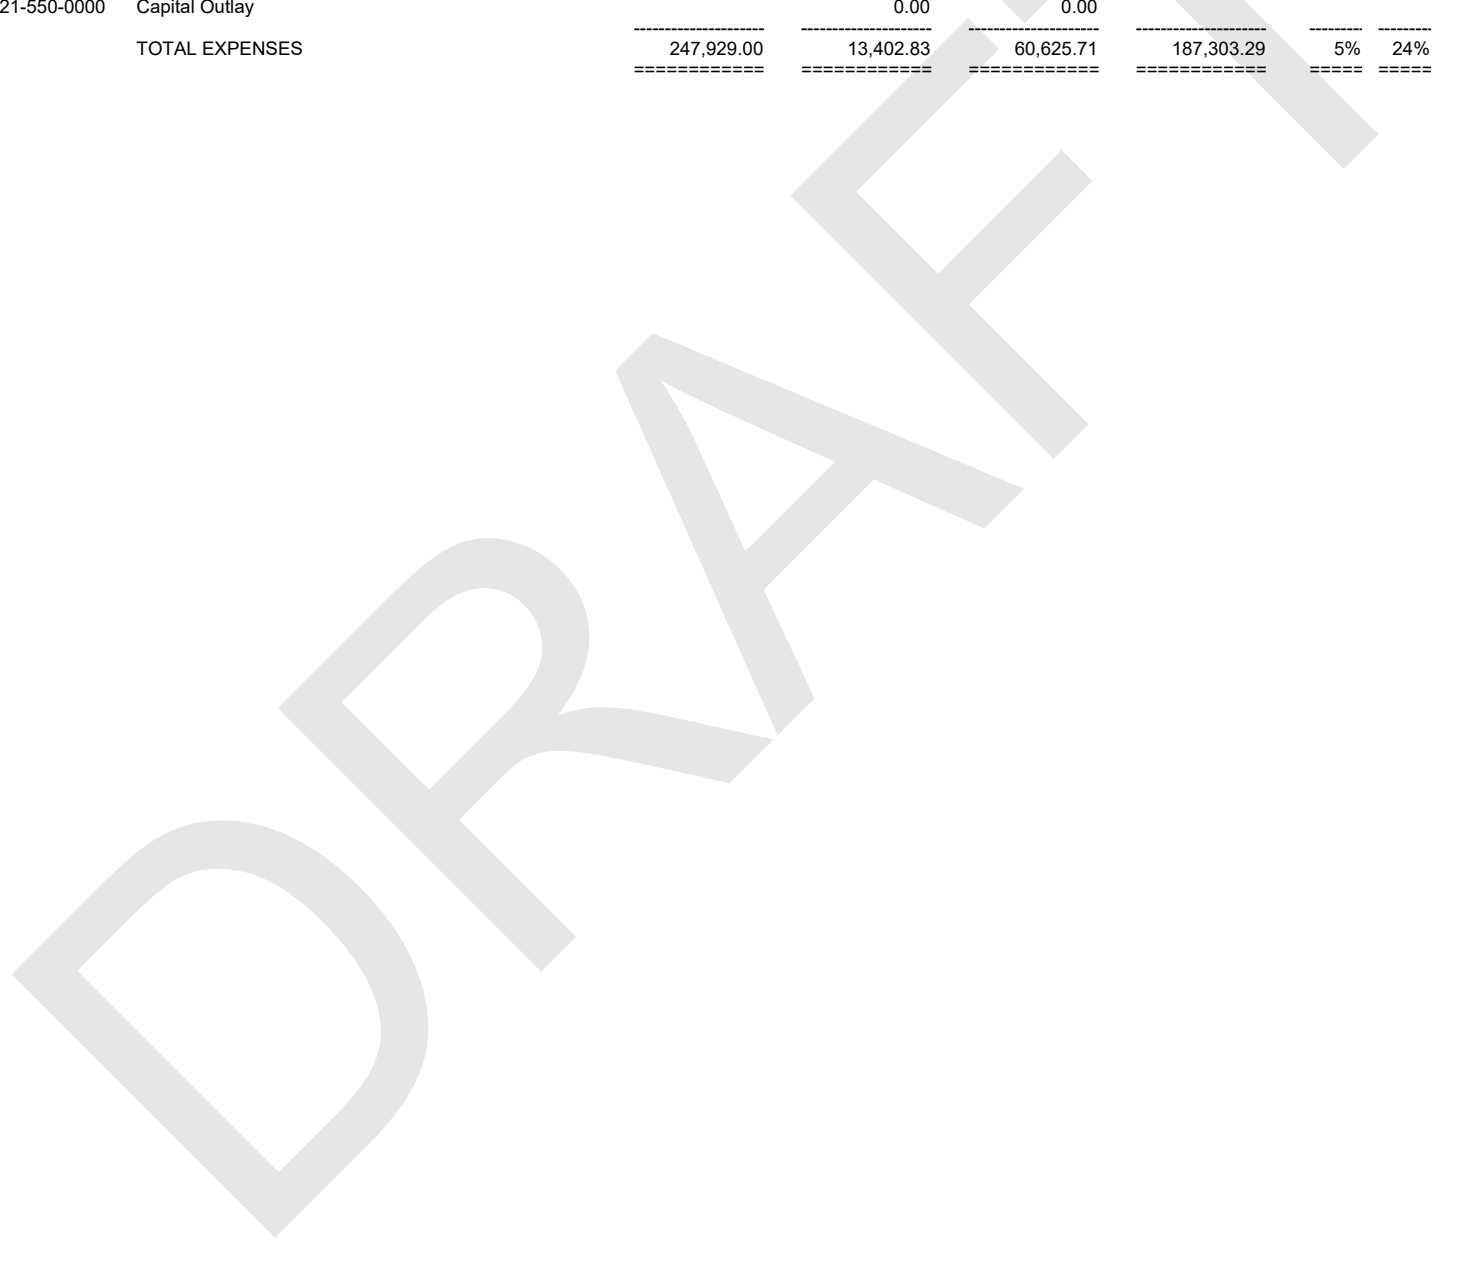 21-550-0000 Capital Outlay 0.00 0.00
--------------------- --------------------- --------------------- --------------------- -------- --------
TOTAL EXPENSES 247,929.00 13,402.83 60,625.71 187,303.29 5% 24%
============ ============ ============ ============ ===== =====
DRAFT